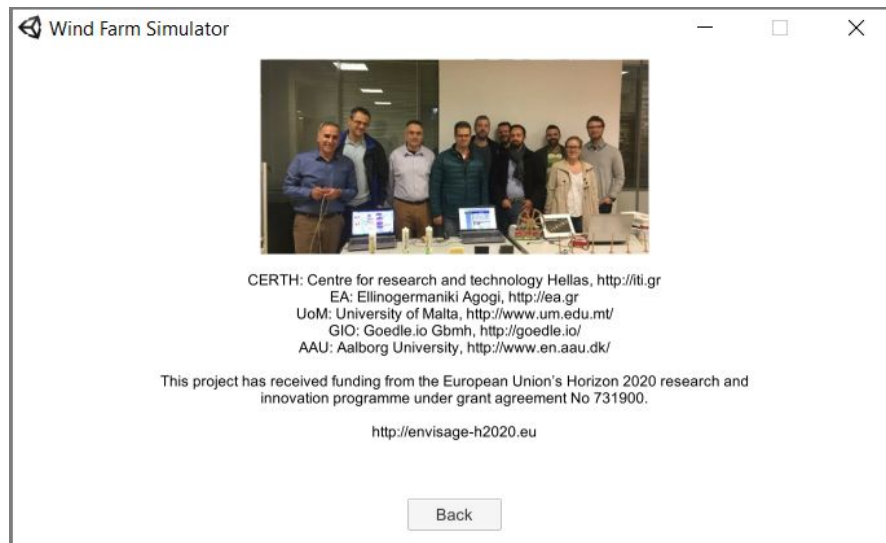 Wind Farm Simulator
CERTH: Centre for research and technology Hellas, http://iti.gr
EA: Ellinogermaniki Agogi, http://ea.gr
UoM: University of Malta, http://www.um.edu.mt/
GIO: Goedle.io Gbmh, http://goedle.io/
AAU: Aalborg University, http://www.en.aau.dk/
This project has received funding from the European Union's Horizon 2020 research and
innovation programme under grant agreement No 731900.
http://envisage-h2020.eu
Back